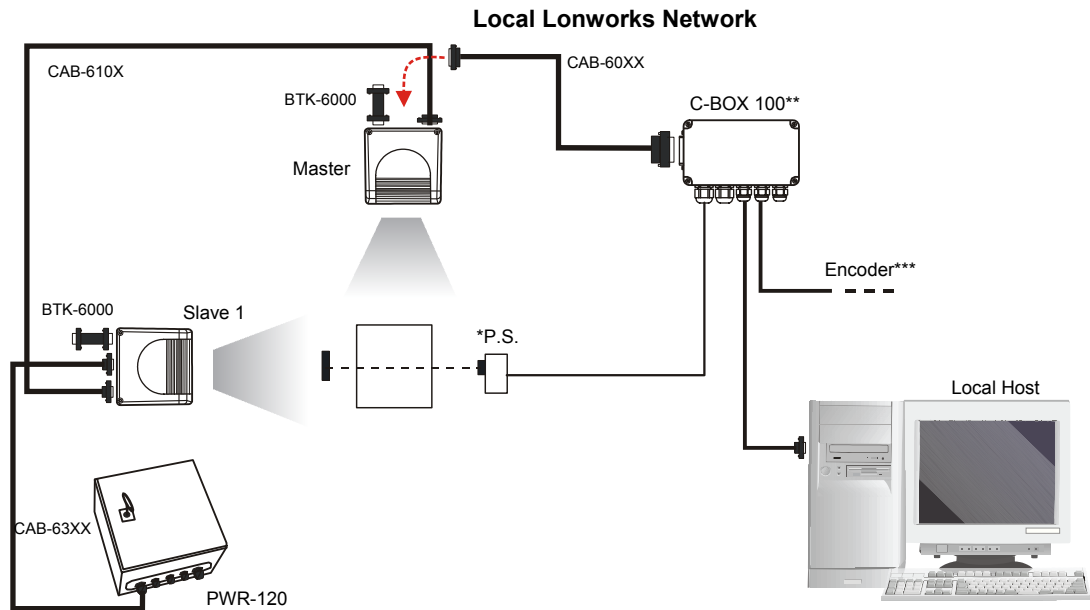 Local Lonworks Network
CAB-610X
CAB-60XX
BTK-6000
C-BOX 100**
Master
Encoder***
BTK-6000
Slave 1
*P.S.
Local Host
CAB-63XX
PWR-120